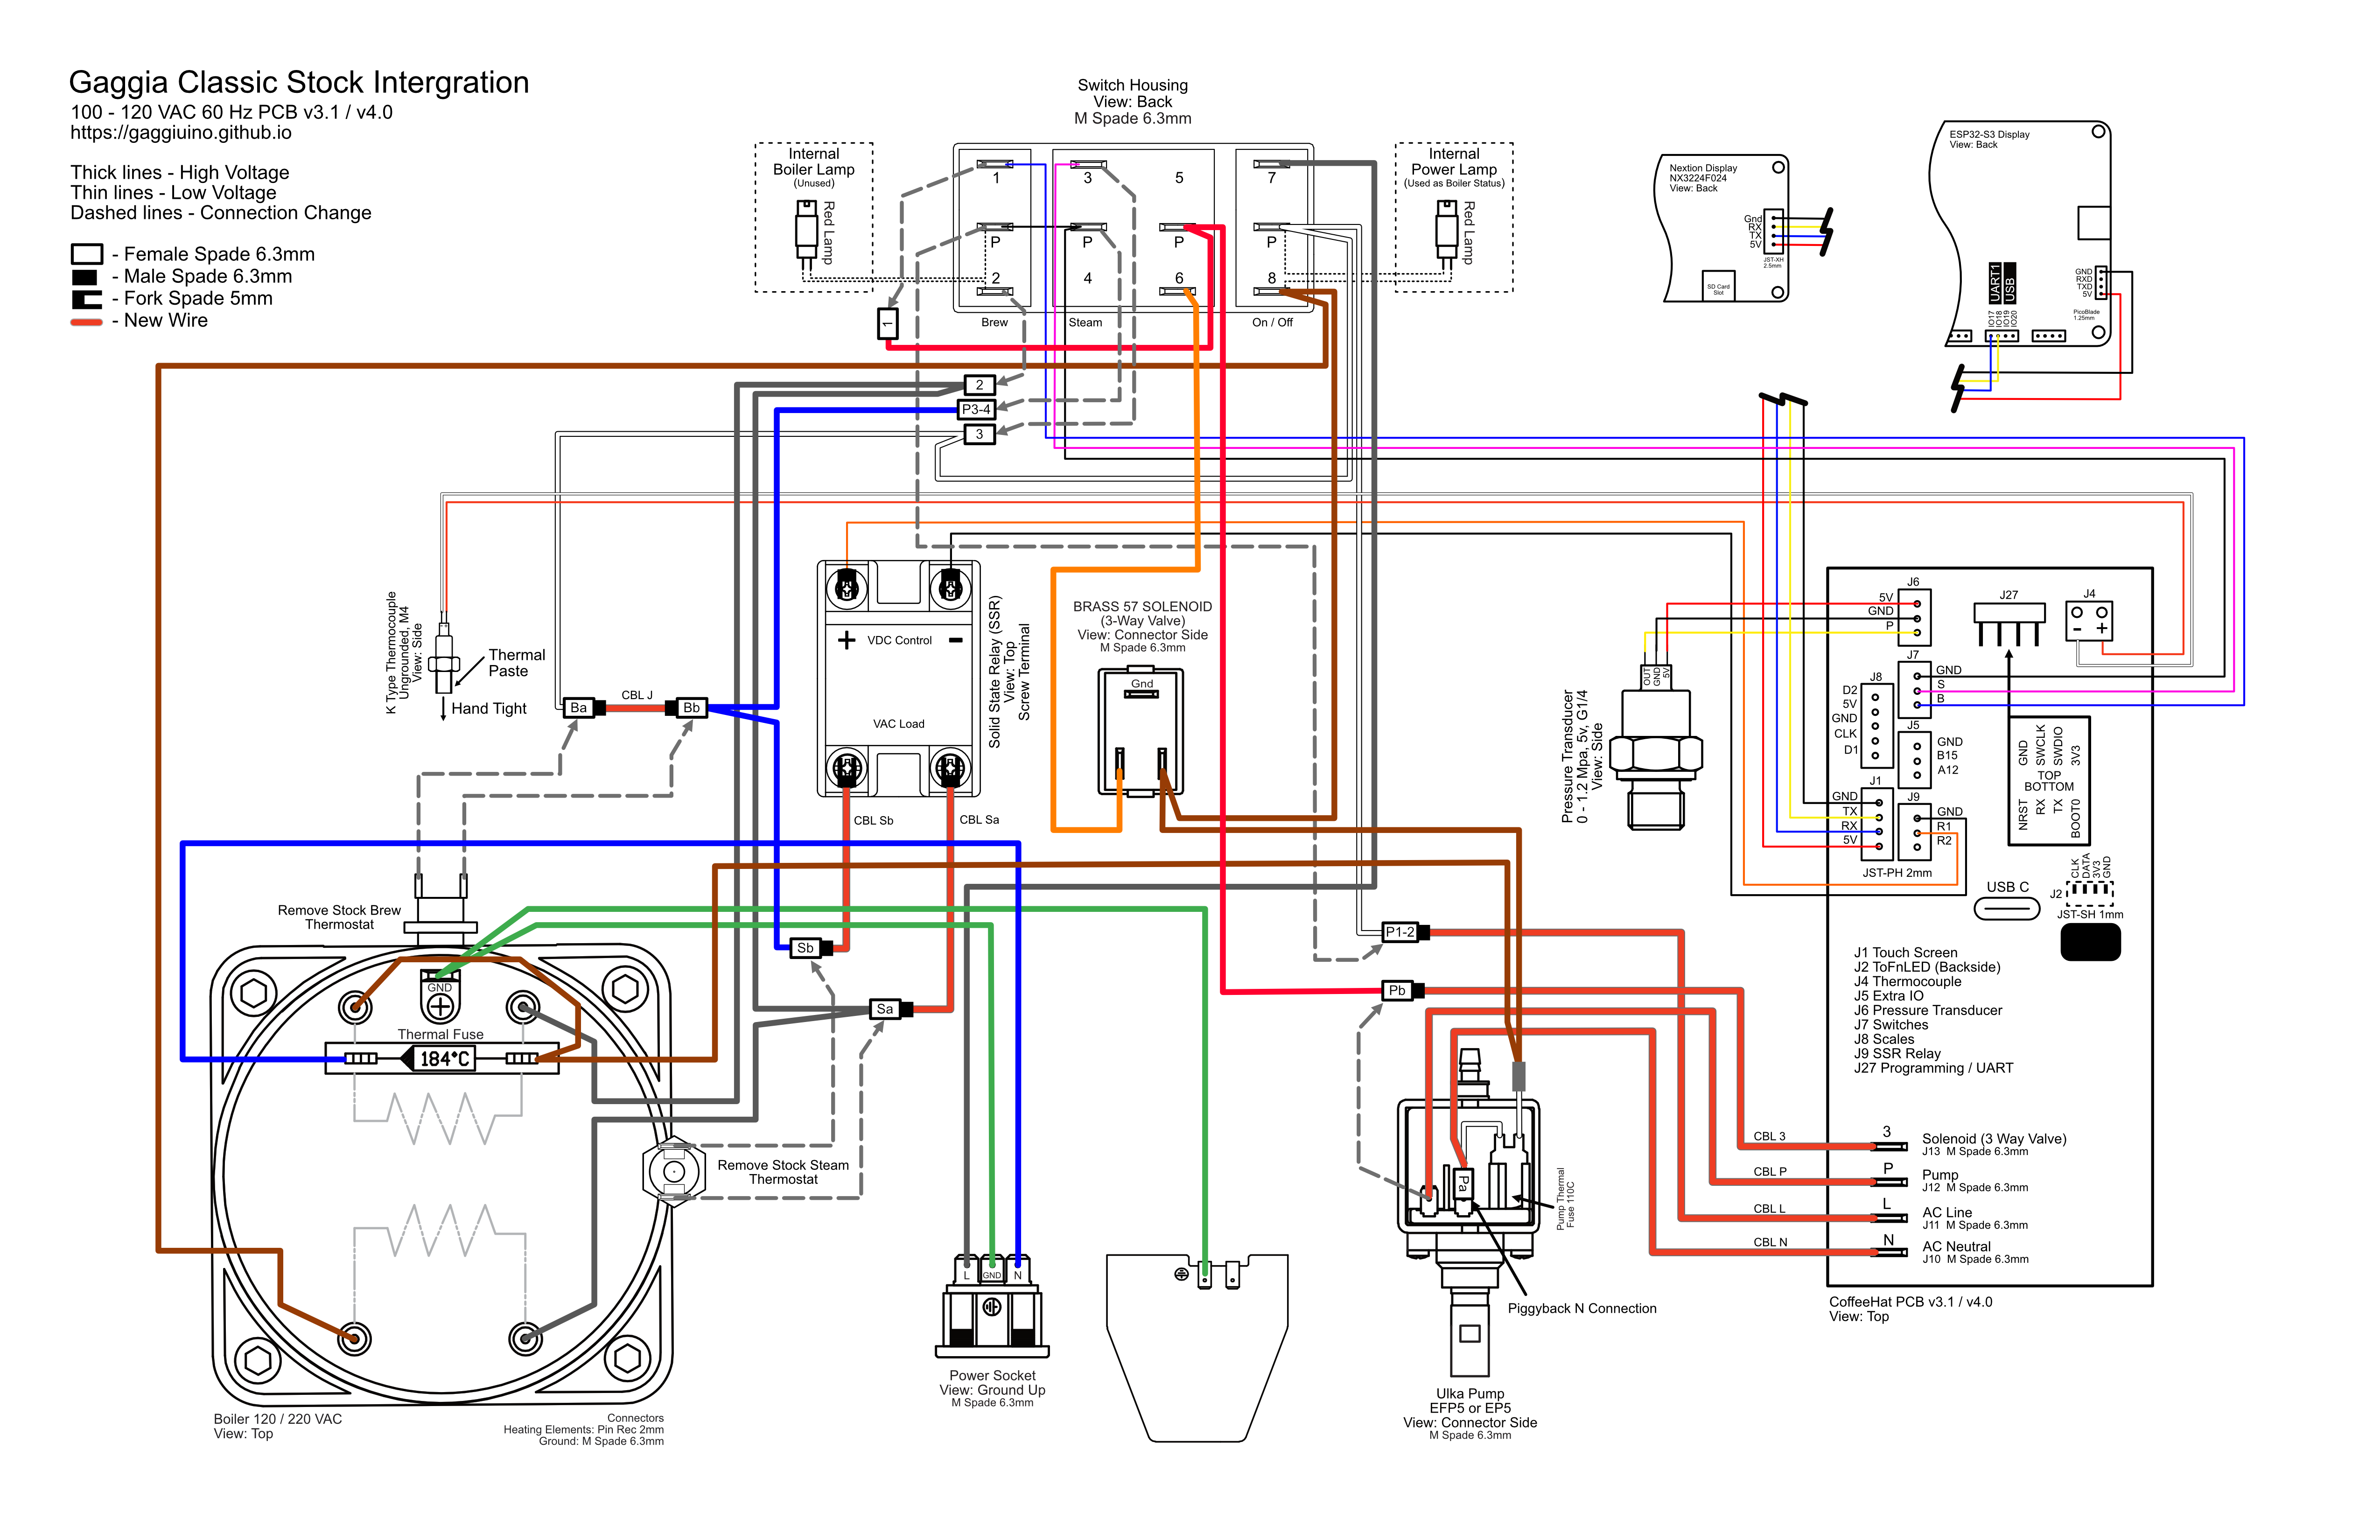 Gaggia Classic Stock Intergration
100 - 120 VAC 60 Hz PCB v3.1 / v4.0
https://gaggiuino.github.io
Thick lines - High Voltage
Thin lines - Low Voltage
Dashed lines - Connection Change
- Female Spade 6.3mm
- Male Spade 6.3mm
- Fork Spade 5mm
- New Wire
Switch Housing
View: Back
M Spade 6.3mm
Internal
Boiler Lamp
(Unused)
Red Lamp
1
3
5
7
P
P
P
P
2
4
6
8
Brew
Steam
On / Off
Internal
Power Lamp
(Used as Boiler Status)
Red Lamp
1
2
P3-4
3
Nextion Display
NX3224F024
View: Back
Gnd
RX
TX
5V
JST-XH
2.5mm
SD Card
Slot
ESP32-S3 Display
View: Back
GND
RXD
TXD
5V
PicoBlade
1.25mm
UART1
USB
IO17
IO18
IO19
IO20
K Type Thermocouple
Ungrounded, M4
View: Side
Thermal
Paste
Hand Tight
Ba
CBL J
Bb
+
VDC Control
-
VAC Load
Solid State Relay (SSR)
View: Top
Screw Terminal
CBL Sb
CBL Sa
BRASS 57 SOLENOID
(3-Way Valve)
View: Connector Side
M Spade 6.3mm
Gnd
OUT
GND
5V
Pressure Transducer
0 - 1.2 Mpa, 5v, G1/4
View: Side
J6
5V
GND
P
J27
J4
-
+
J7
GND
S
B
J8
D2
5V
GND
CLK
D1
J5
GND
B15
A12
J1
GND
TX
RX
5V
J9
GND
R1
R2
JST-PH 2mm
GND
SWCLK
SWDIO
3V3
TOP
BOTTOM
NRST
RX
TX
BOOT0
USB C
CLK
DATA
3V3
GND
J2
JST-SH 1mm
J1 Touch Screen
J2 ToFnLED (Backside)
J4 Thermocouple
J5 Extra IO
J6 Pressure Transducer
J7 Switches
J8 Scales
J9 SSR Relay
J27 Programming / UART
CBL 3
3
Solenoid (3 Way Valve)
J13 M Spade 6.3mm
CBL P
P
Pump
J12 M Spade 6.3mm
CBL L
L
AC Line
J11 M Spade 6.3mm
CBL N
N
AC Neutral
J10 M Spade 6.3mm
CoffeeHat PCB v3.1 / v4.0
View: Top
Remove Stock Brew
Thermostat
Sb
Sa
P1-2
Pb
GND
Thermal Fuse
184°C
Remove Stock Steam
Thermostat
Boiler 120 / 220 VAC
View: Top
Connectors
Heating Elements: Pin Rec 2mm
Ground: M Spade 6.3mm
L
GND
N
Power Socket
View: Ground Up
M Spade 6.3mm
Pa
Pump Thermal
Fuse 110C
Piggyback N Connection
Ulka Pump
EFP5 or EP5
View: Connector Side
M Spade 6.3mm